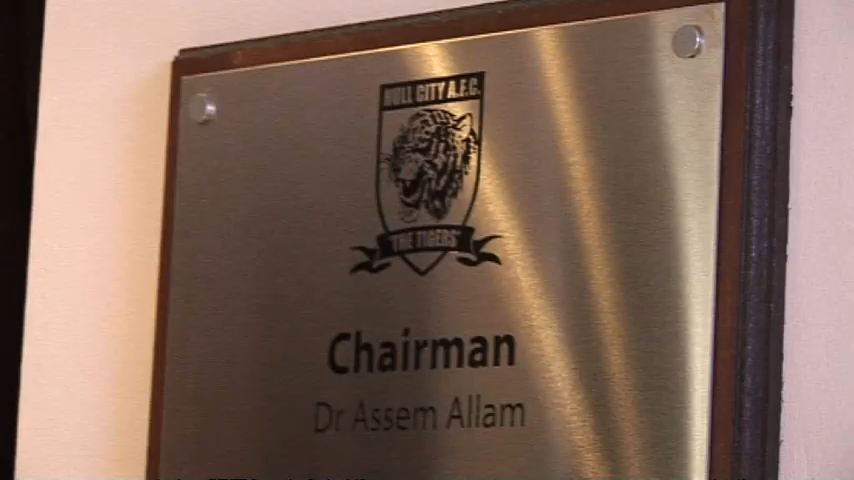 HULL CITY A.F.C.
"THE TIGERS"
Chairman
Dr Assem Allam